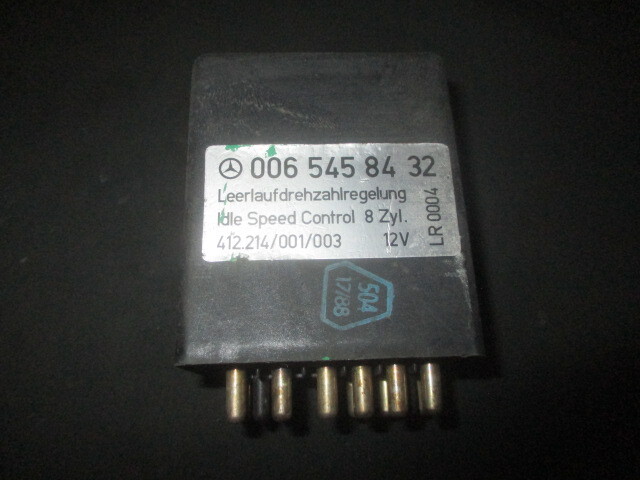 006 545 84 32
Leerlaufdrehzahlregelung
Idle Speed Control 8 Zyl.
412.214/001/003 12V
LR 0004
504
17/88